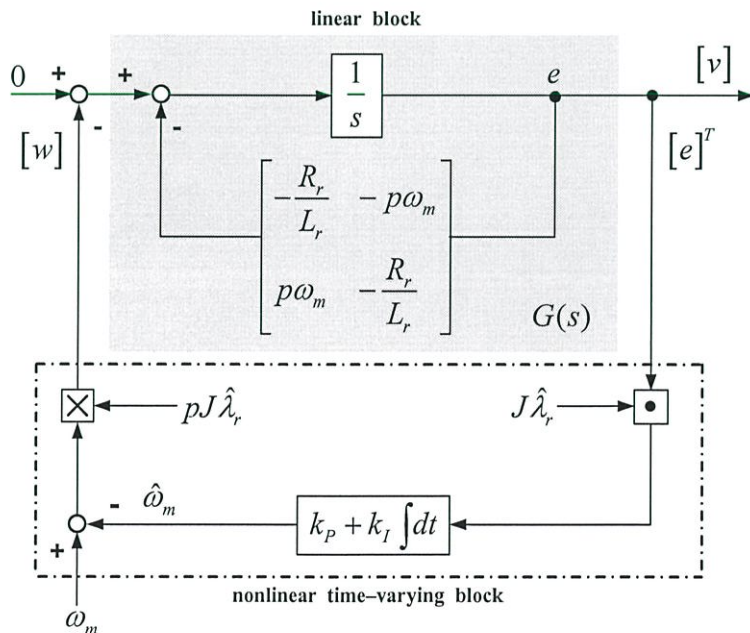 linear block
0 + - + - 1/s e [v]
[w] [e]^T
-R_r/L_r -pω_m
pω_m -R_r/L_r
G(s)
× pJλ̂_r Jλ̂_r •
- ω̂_m k_P + k_I ∫dt
+
nonlinear time–varying block
ω_m